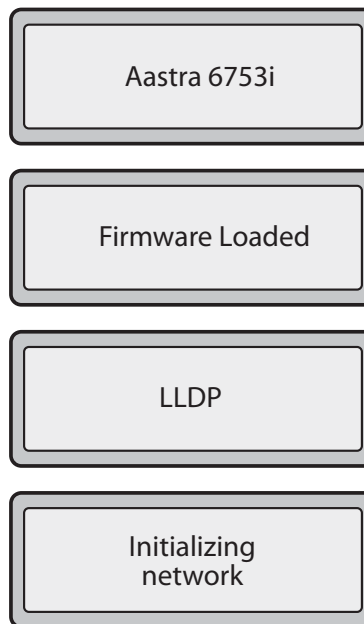 Aastra 6753i
Firmware Loaded
LLDP
Initializing
network